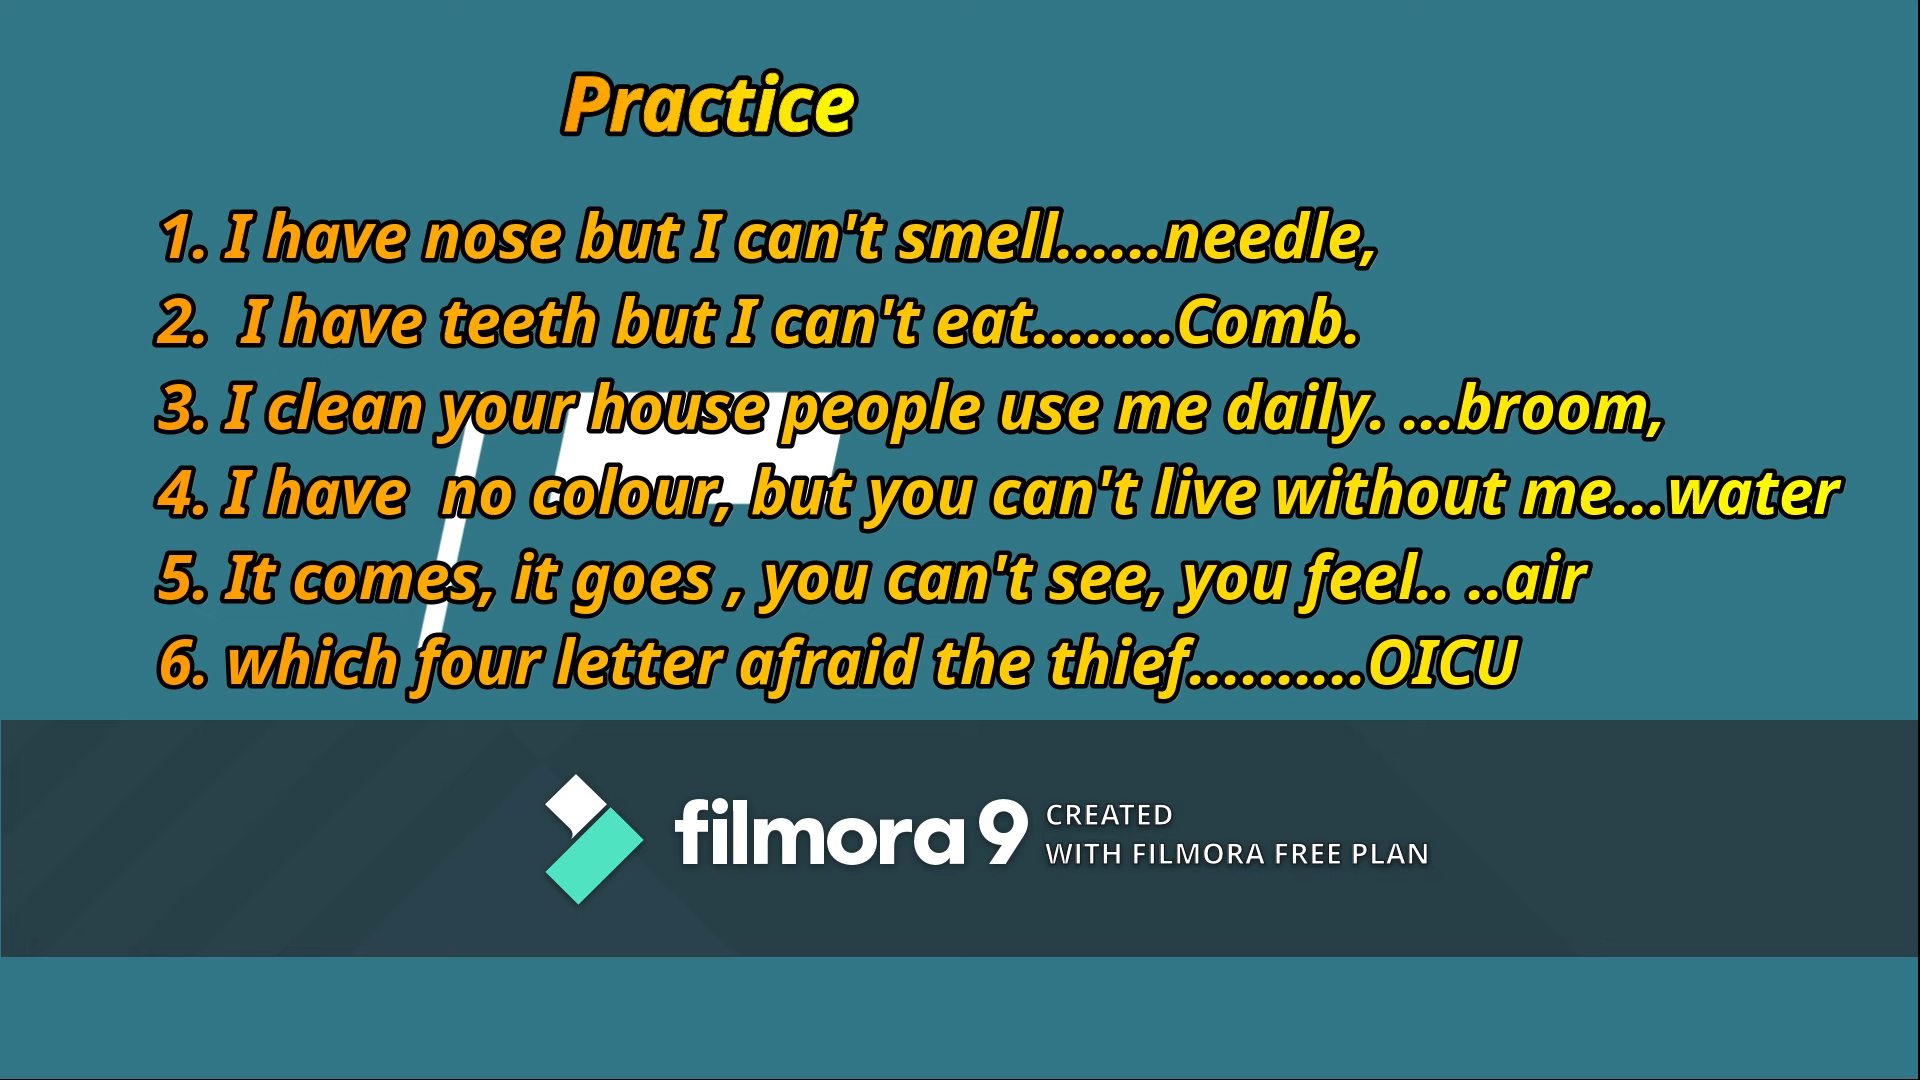 Practice
1. I have nose but I can't smell......needle,
2.  I have teeth but I can't eat........Comb.
3. I clean your house people use me daily. ...broom,
4. I have  no colour, but you can't live without me...water
5. It comes, it goes , you can't see, you feel.. ..air
6. which four letter afraid the thief..........OICU
filmora 9
CREATED
WITH FILMORA FREE PLAN